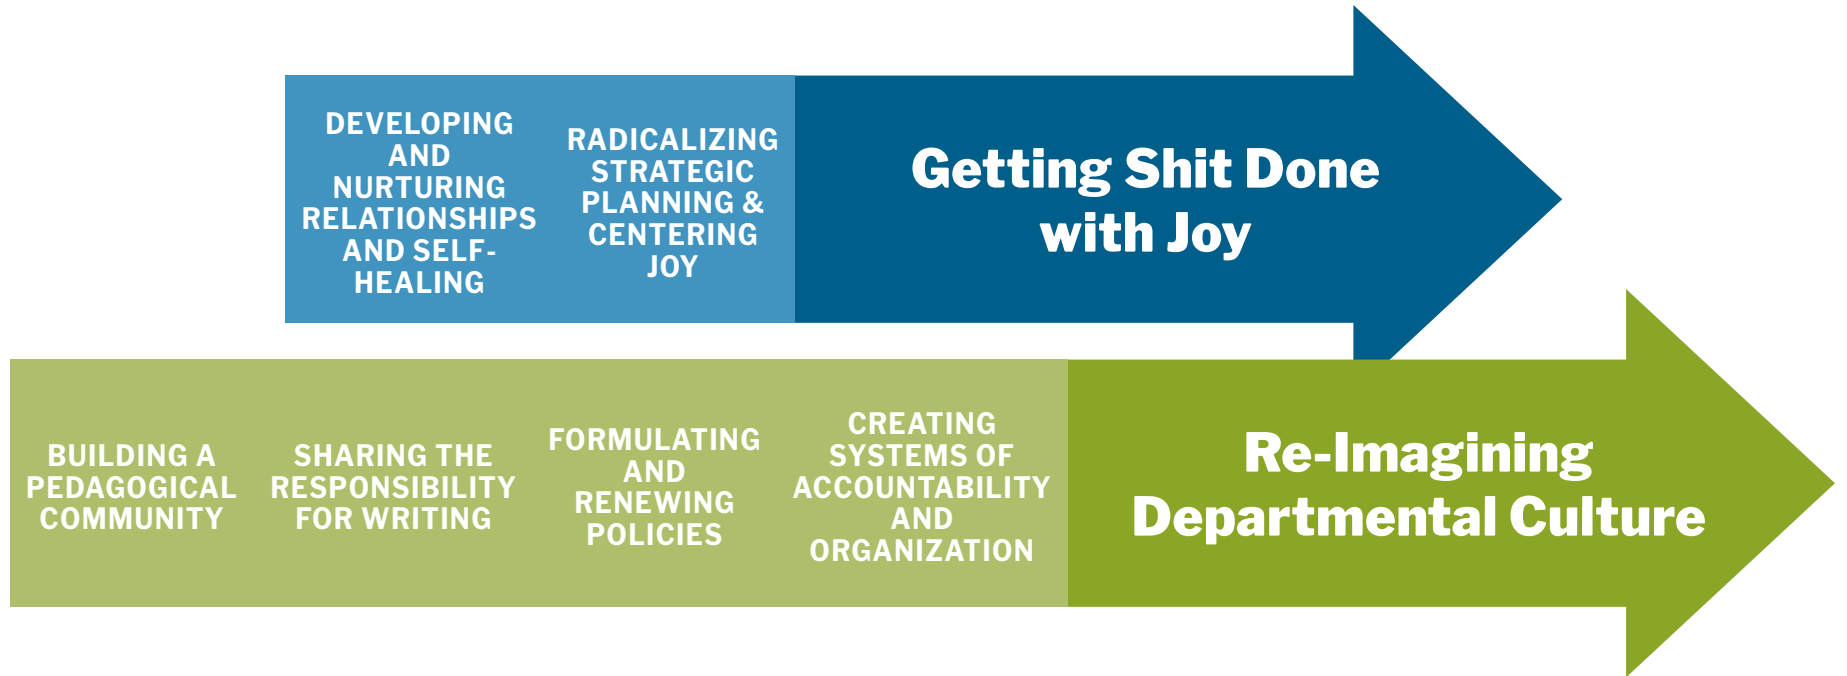 DEVELOPING
AND
NURTURING
RELATIONSHIPS
AND SELF-
HEALING
RADICALIZING
STRATEGIC
PLANNING &
CENTERING
JOY
Getting Shit Done
with Joy
BUILDING A
PEDAGOGICAL
COMMUNITY
SHARING THE
RESPONSIBILITY
FOR WRITING
FORMULATING
AND
RENEWING
POLICIES
CREATING
SYSTEMS OF
ACCOUNTABILITY
AND
ORGANIZATION
Re-Imagining
Departmental Culture